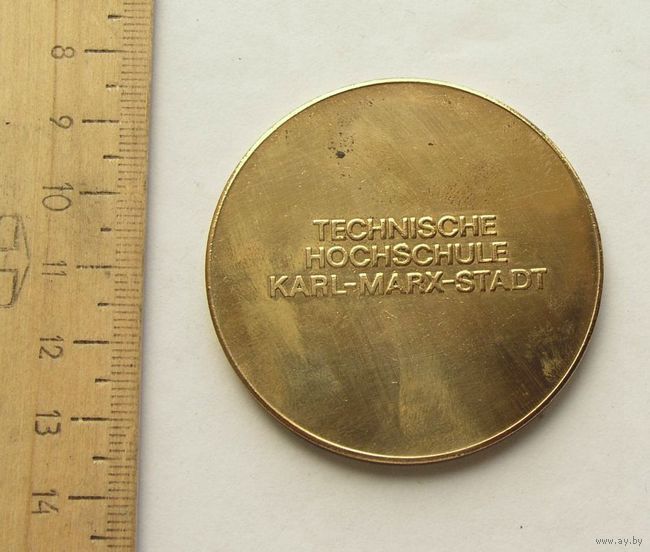 8
9
10
11
12
13
14
TECHNISCHE
HOCHSCHULE
KARL-MARX-STADT
www.ay.by